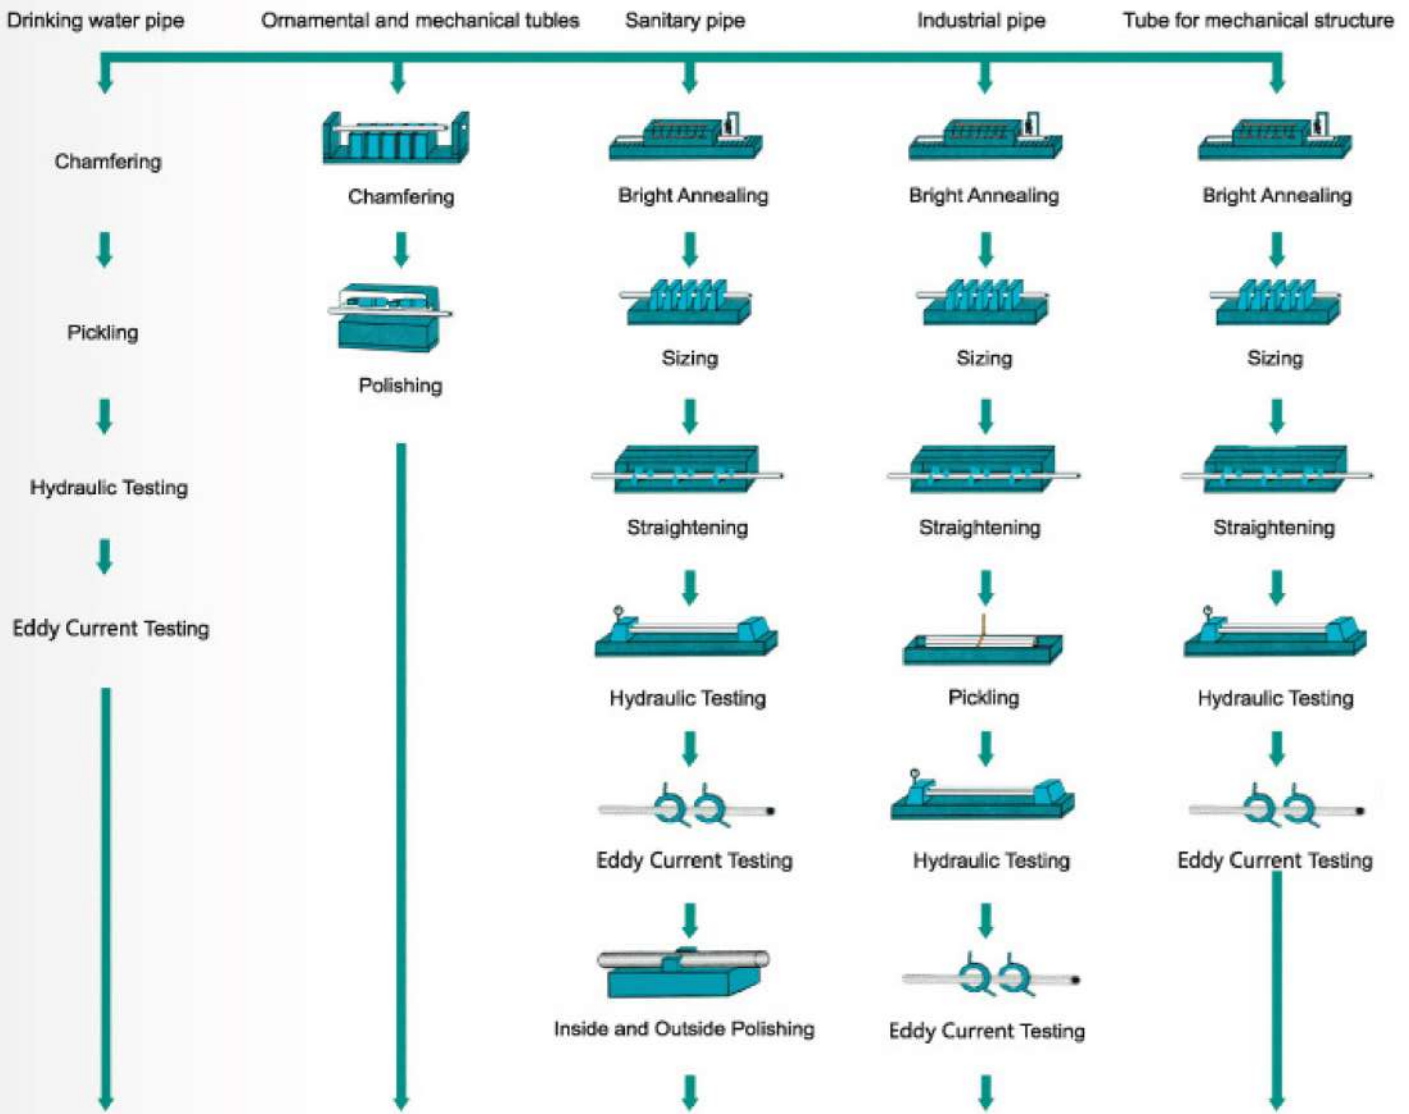 Drinking water pipe
Ornamental and mechanical tubes
Sanitary pipe
Industrial pipe
Tube for mechanical structure
Chamfering
Pickling
Hydraulic Testing
Eddy Current Testing
Chamfering
Polishing
Bright Annealing
Sizing
Straightening
Hydraulic Testing
Eddy Current Testing
Inside and Outside Polishing
Bright Annealing
Sizing
Straightening
Pickling
Hydraulic Testing
Eddy Current Testing
Bright Annealing
Sizing
Straightening
Hydraulic Testing
Eddy Current Testing